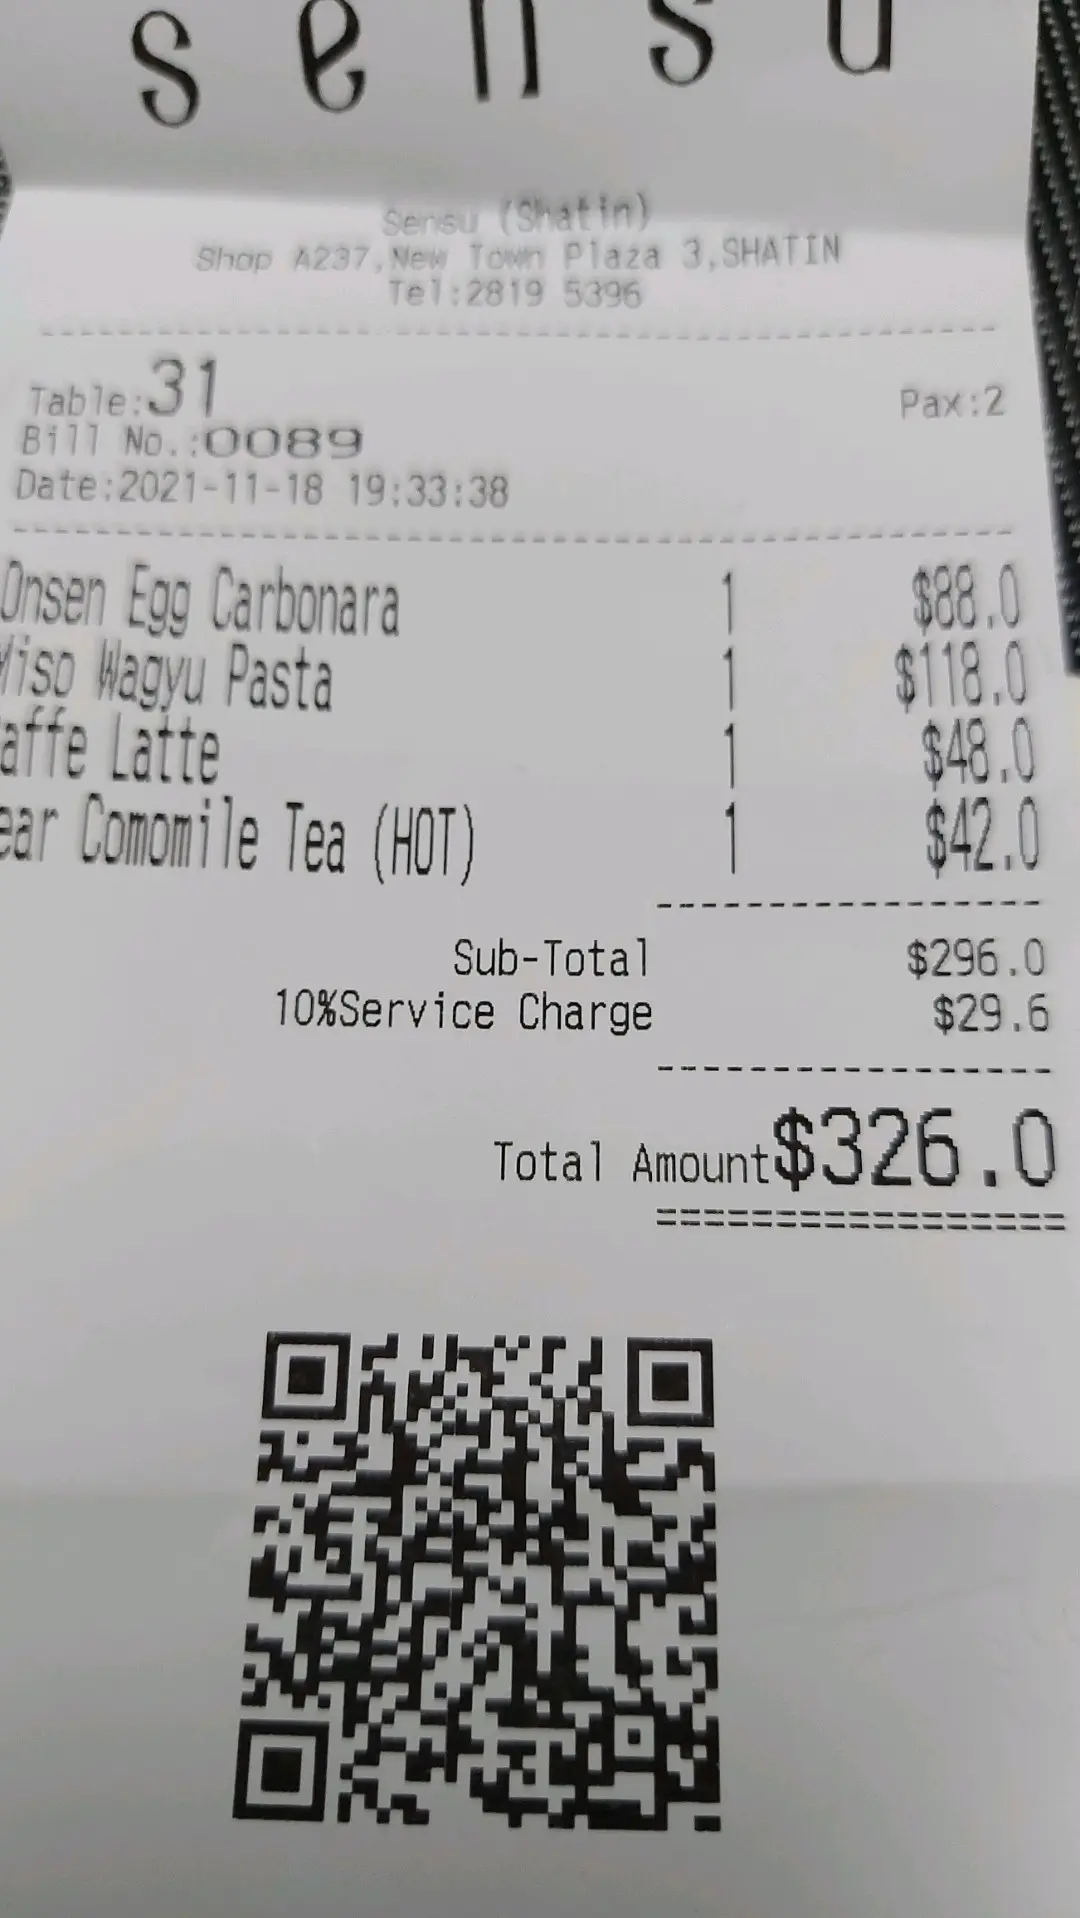 sensu
Sensu (Shatin)
Shop A237,New Town Plaza 3,SHATIN
Tel:2819 5396
Table:31 Pax:2
Bill No.:0089
Date:2021-11-18 19:33:38
Onsen Egg Carbonara 1 $88.0
Miso Wagyu Pasta 1 $118.0
affe Latte 1 $48.0
ear Comomile Tea (HOT) 1 $42.0
Sub-Total $296.0
10%Service Charge $29.6
Total Amount $326.0